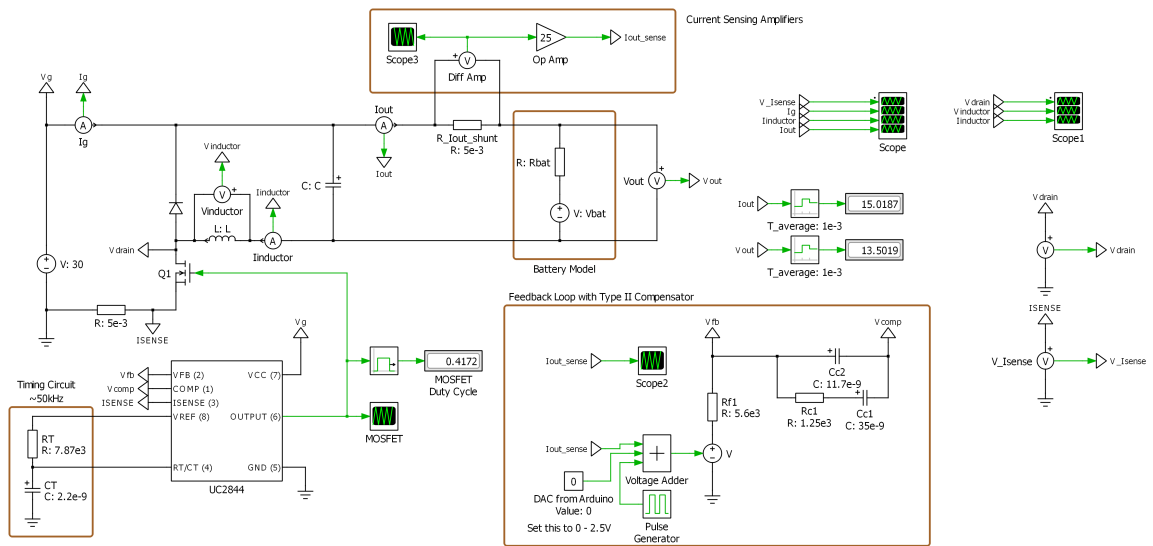 Current Sensing Amplifiers
Scope3
V
Diff Amp
25
Op Amp
Iout_sense
Vg
Ig
A
Ig
Iout
A
Iout
R_Iout_shunt
R: 5e-3
V_Isense
Ig
Iinductor
Iout
Scope
Vdrain
Vinductor
Iinductor
Scope1
Vinductor
V
Vinductor
L: L
Iinductor
A
Iinductor
C: C
R: Rbat
V: Vbat
Battery Model
Vout
V
Vout
Iout
15.0187
T_average: 1e-3
Vout
13.5019
T_average: 1e-3
Vdrain
V
Vdrain
ISENSE
V_Isense
V
V_Isense
V: 30
Vdrain
Q1
R: 5e-3
ISENSE
Vg
Vfb
Vcomp
ISENSE
VFB (2)
COMP (1)
ISENSE (3)
VREF (8)
RT/CT (4)
VCC (7)
OUTPUT (6)
GND (5)
UC2844
0.4172
MOSFET
Duty Cycle
MOSFET
Timing Circuit
~50kHz
RT
R: 7.87e3
CT
C: 2.2e-9
Feedback Loop with Type II Compensator
Iout_sense
Scope2
Vfb
Vcomp
Cc2
C: 11.7e-9
Rc1
R: 1.25e3
Cc1
C: 35e-9
Rf1
R: 5.6e3
V
Iout_sense
Voltage Adder
0
DAC from Arduino
Value: 0
Set this to 0 - 2.5V
Pulse
Generator